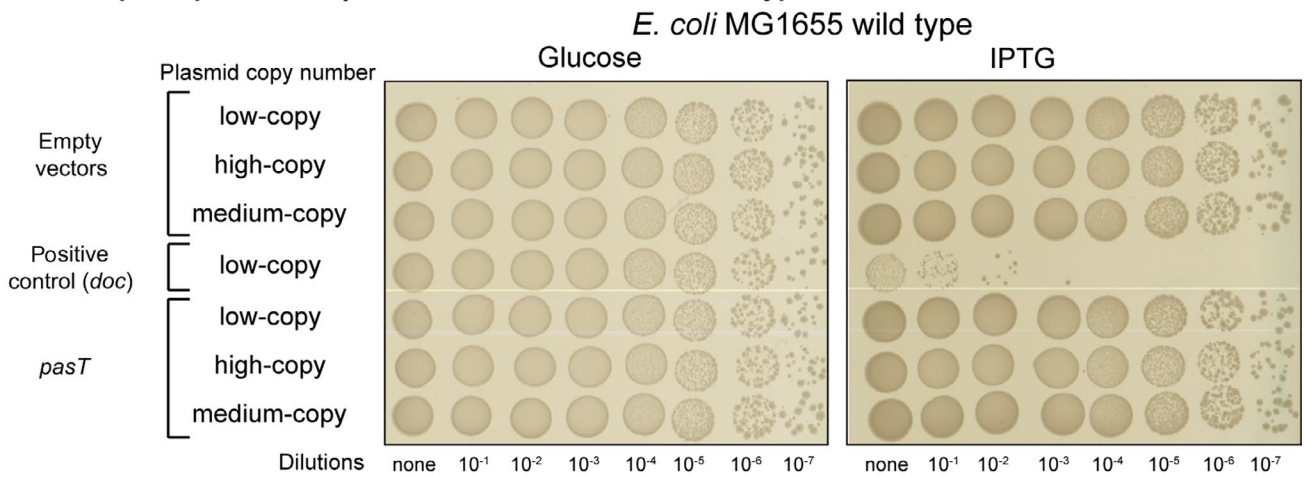 E. coli MG1655 wild type
Glucose IPTG
Plasmid copy number
Empty
vectors
low-copy
high-copy
medium-copy
Positive
control (doc)
low-copy
pasT
low-copy
high-copy
medium-copy
Dilutions none 10⁻¹ 10⁻² 10⁻³ 10⁻⁴ 10⁻⁵ 10⁻⁶ 10⁻⁷ none 10⁻¹ 10⁻² 10⁻³ 10⁻⁴ 10⁻⁵ 10⁻⁶ 10⁻⁷